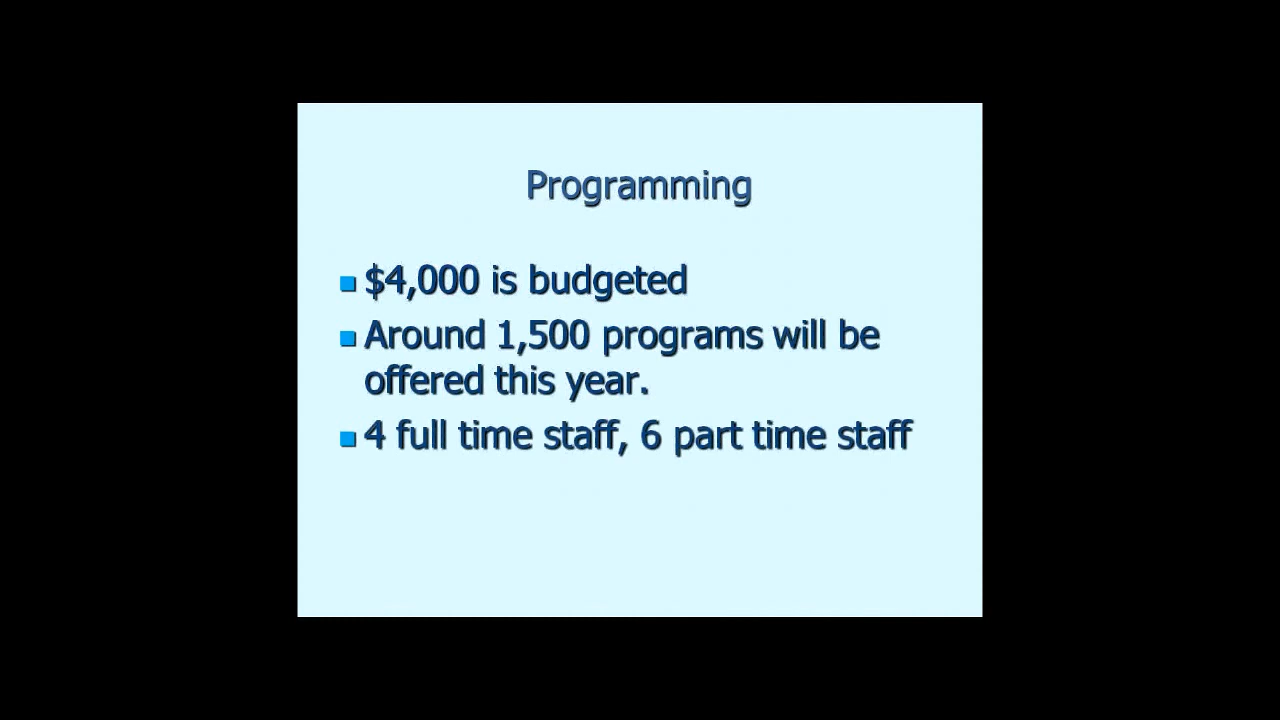 Programming
$4,000 is budgeted
Around 1,500 programs will be
offered this year.
4 full time staff, 6 part time staff